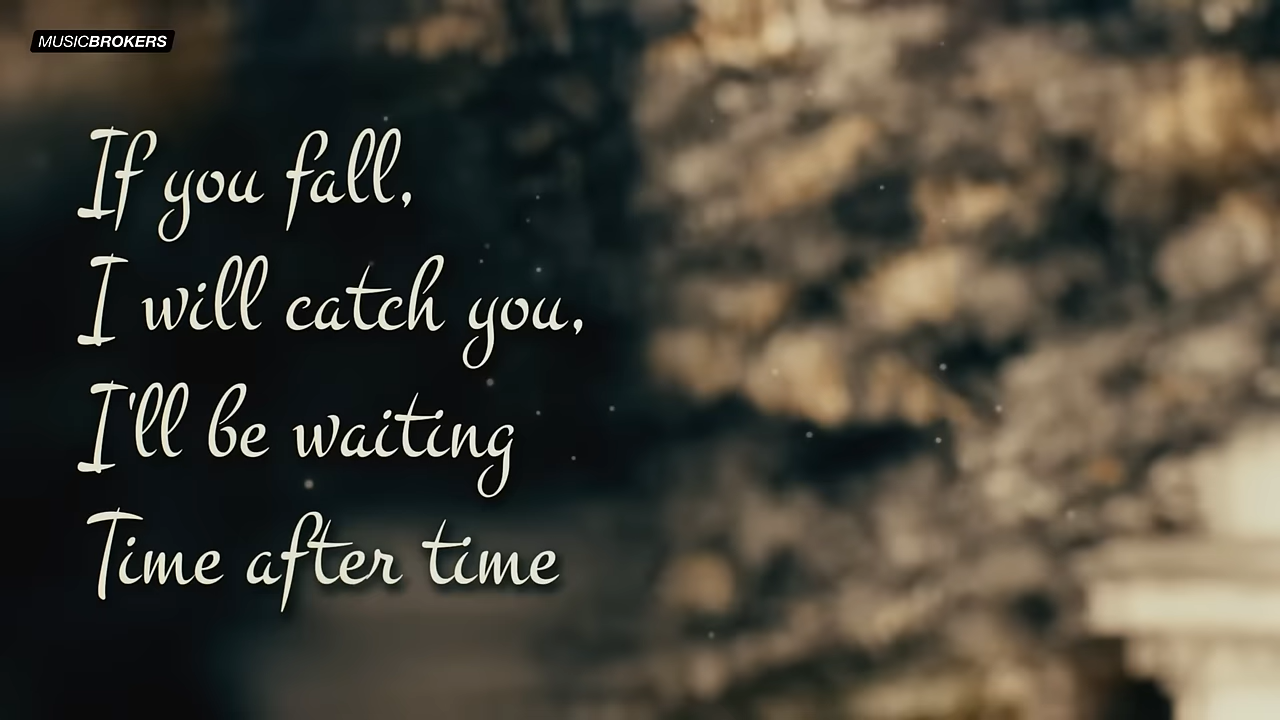 MUSICBROKERS
If you fall,
I will catch you,
I'll be waiting
Time after time